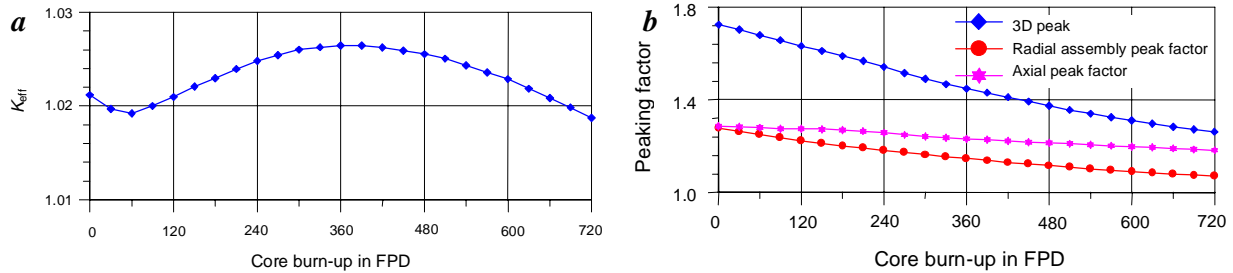 a
1.03
1.02
1.01
K_eff
0
120
240
360
480
600
720
Core burn-up in FPD
b
1.8
1.4
1.0
Peaking factor
3D peak
Radial assembly peak factor
Axial peak factor
0
120
240
360
480
600
720
Core burn-up in FPD